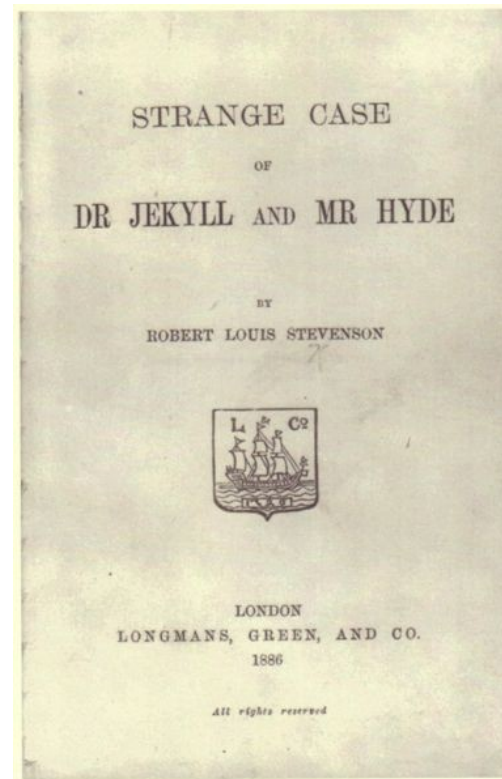 STRANGE CASE
OF
DR JEKYLL AND MR HYDE
BY
ROBERT LOUIS STEVENSON
L Co
LONDON
LONGMANS, GREEN, AND CO.
1886
All rights reserved